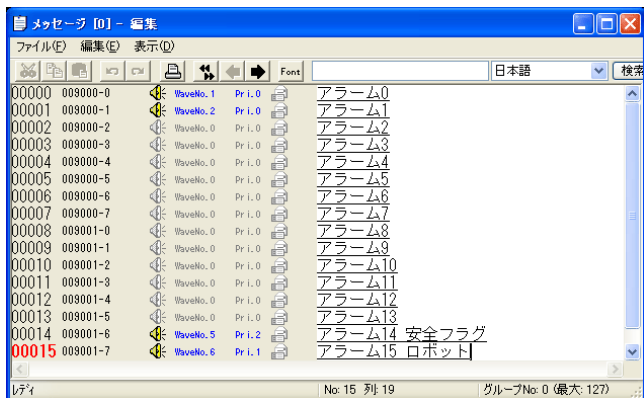 メッセージ [0] - 編集
ファイル(F) 編集(E) 表示(D)
Font 日本語 検索
00000 009000-0 WaveNo.1 Pri.0 アラーム0
00001 009000-1 WaveNo.2 Pri.0 アラーム1
00002 009000-2 WaveNo.0 Pri.0 アラーム2
00003 009000-3 WaveNo.0 Pri.0 アラーム3
00004 009000-4 WaveNo.0 Pri.0 アラーム4
00005 009000-5 WaveNo.0 Pri.0 アラーム5
00006 009000-6 WaveNo.0 Pri.0 アラーム6
00007 009000-7 WaveNo.0 Pri.0 アラーム7
00008 009001-0 WaveNo.0 Pri.0 アラーム8
00009 009001-1 WaveNo.0 Pri.0 アラーム9
00010 009001-2 WaveNo.0 Pri.0 アラーム10
00011 009001-3 WaveNo.0 Pri.0 アラーム11
00012 009001-4 WaveNo.0 Pri.0 アラーム12
00013 009001-5 WaveNo.0 Pri.0 アラーム13
00014 009001-6 WaveNo.5 Pri.2 アラーム14 安全フラグ
00015 009001-7 WaveNo.6 Pri.1 アラーム15 ロボット
レディ No: 15 列: 19 グループNo: 0 (最大: 127)